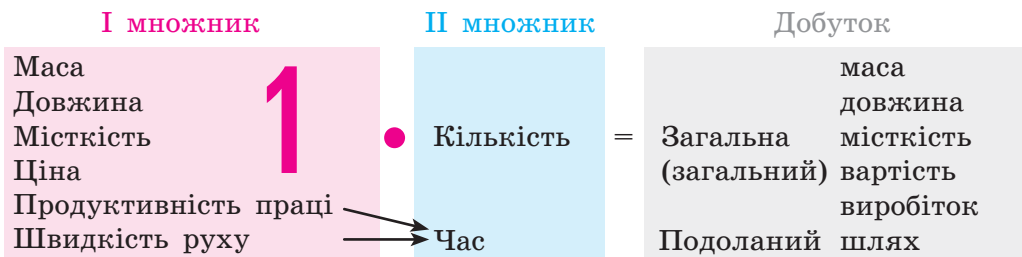 I множник II множник Добуток
Маса маса
Довжина довжина
Місткість 1 • Кількість = Загальна місткість
Ціна (загальний) вартість
Продуктивність праці виробіток
Швидкість руху Час Подоланий шлях